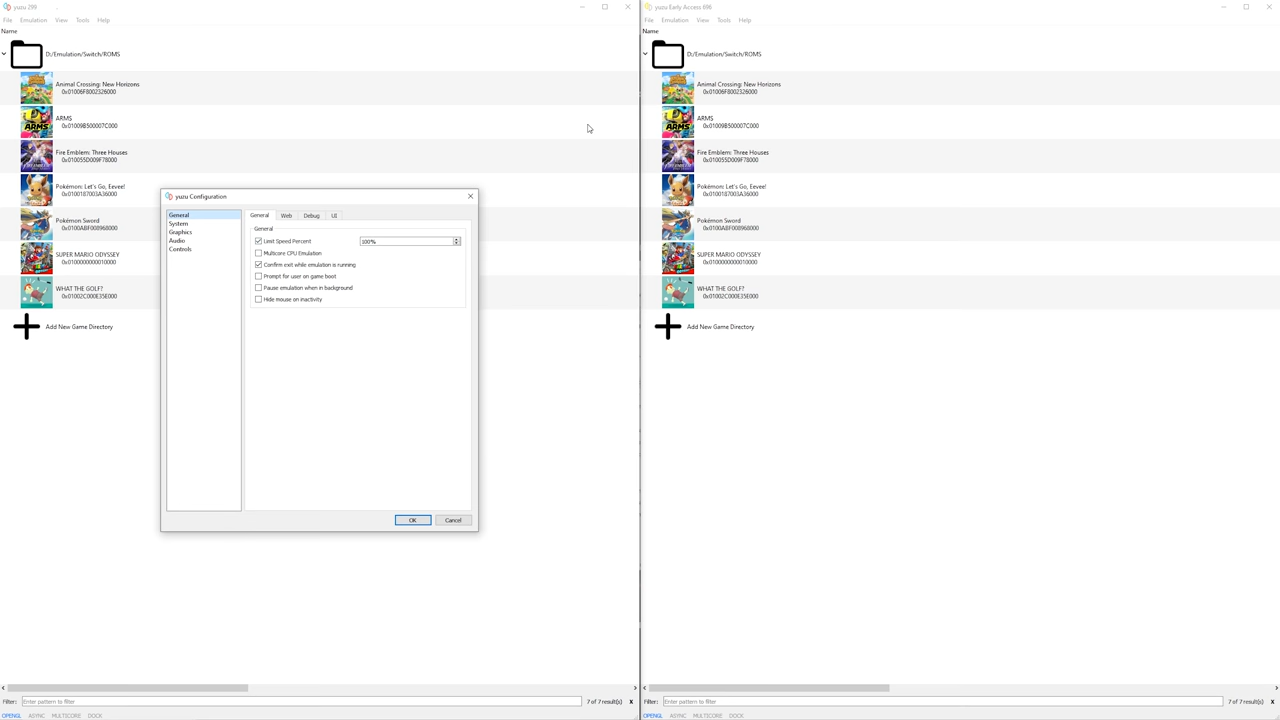 yuzu 299
File Emulation View Tools Help
Name
D:/Emulation/Switch/ROMS
Animal Crossing: New Horizons
0x01006F8002326000
ARMS
0x01009B500007C000
Fire Emblem: Three Houses
0x010055D009F78000
Pokémon: Let's Go, Eevee!
0x0100187003A36000
Pokémon Sword
0x0100ABF008968000
SUPER MARIO ODYSSEY
0x0100000000010000
WHAT THE GOLF?
0x01002C000E35E000
Add New Game Directory
yuzu Configuration
General
System
Graphics
Audio
Controls
General Web Debug UI
General
Limit Speed Percent 100%
Multicore CPU Emulation
Confirm exit while emulation is running
Prompt for user on game boot
Pause emulation when in background
Hide mouse on inactivity
OK Cancel
Filter: Enter pattern to filter 7 of 7 result(s) X
OPENGL ASYNC MULTICORE DOCK
yuzu Early Access 696
File Emulation View Tools Help
Name
D:/Emulation/Switch/ROMS
Animal Crossing: New Horizons
0x01006F8002326000
ARMS
0x01009B500007C000
Fire Emblem: Three Houses
0x010055D009F78000
Pokémon: Let's Go, Eevee!
0x0100187003A36000
Pokémon Sword
0x0100ABF008968000
SUPER MARIO ODYSSEY
0x0100000000010000
WHAT THE GOLF?
0x01002C000E35E000
Add New Game Directory
Filter: Enter pattern to filter 7 of 7 result(s) X
OPENGL ASYNC MULTICORE DOCK